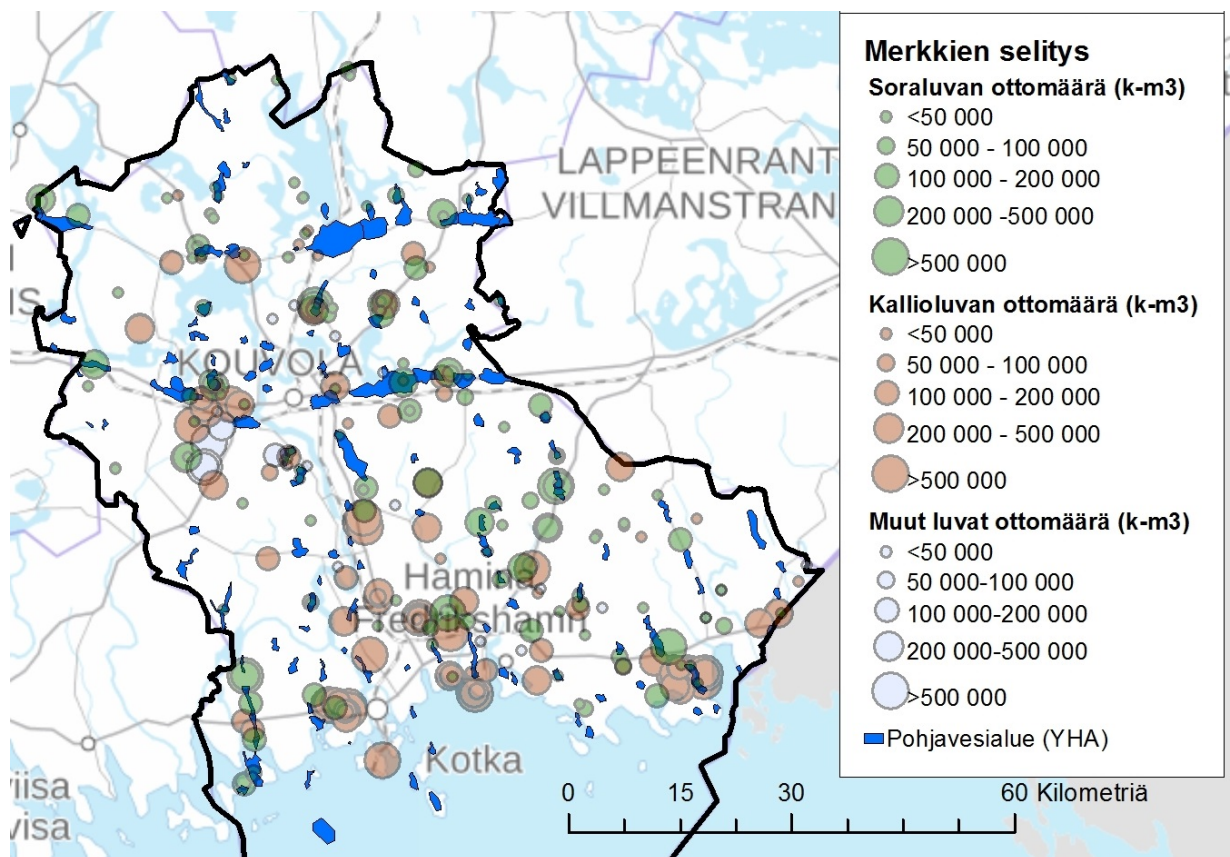 Merkkien selitys
Soraluvan ottomäärä (k-m3)
<50 000
50 000 - 100 000
100 000 - 200 000
200 000 -500 000
>500 000
Kallioluvan ottomäärä (k-m3)
<50 000
50 000 - 100 000
100 000 - 200 000
200 000 - 500 000
>500 000
Muut luvat ottomäärä (k-m3)
<50 000
50 000-100 000
100 000-200 000
200 000-500 000
>500 000
Pohjavesialue (YHA)
LAPPEENRANT
VILLMANSTRAN
KOUVOLA
Hamina
Fredrikshamn
Kotka
viisa
visa
0 15 30 60 Kilometriä